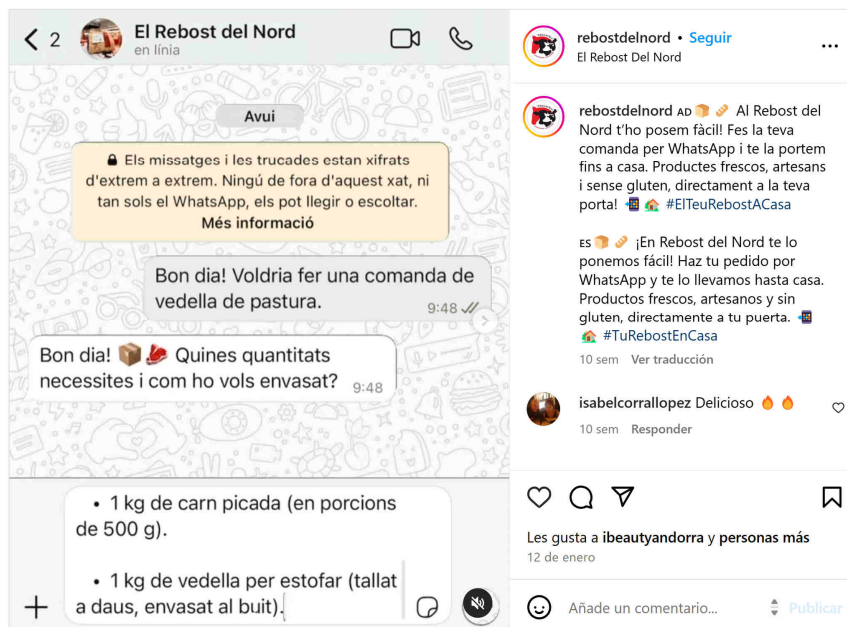 2
El Rebost del Nord
en línia
Avui
Els missatges i les trucades estan xifrats
d'extrem a extrem. Ningú de fora d'aquest xat, ni
tan sols el WhatsApp, els pot llegir o escoltar.
Més informació
Bon dia! Voldria fer una comanda de
vedella de pastura.
9:48
Bon dia! 📦🥩 Quines quantitats
necessites i com ho vols envasat?
9:48
• 1 kg de carn picada (en porcions
de 500 g).
• 1 kg de vedella per estofar (tallat
a daus, envasat al buit).
rebostdelnord • Seguir
El Rebost Del Nord
rebostdelnord AD 🍞 🥖 Al Rebost del
Nord t’ho posem fàcil! Fes la teva
comanda per WhatsApp i te la portem
fins a casa. Productes frescos, artesans
i sense gluten, directament a la teva
porta! 📲 🏡 #ElTeuRebostACasa
ES 🍞 🥖 ¡En Rebost del Nord te lo
ponemos fácil! Haz tu pedido por
WhatsApp y te lo llevamos hasta casa.
Productos frescos, artesanos y sin
gluten, directamente a tu puerta. 📲
🏡 #TuRebostEnCasa
10 sem Ver traducción
isabelcorrallopez Delicioso 🔥 🔥
10 sem Responder
Les gusta a ibeautyandorra y personas más
12 de enero
Añade un comentario...
Publicar